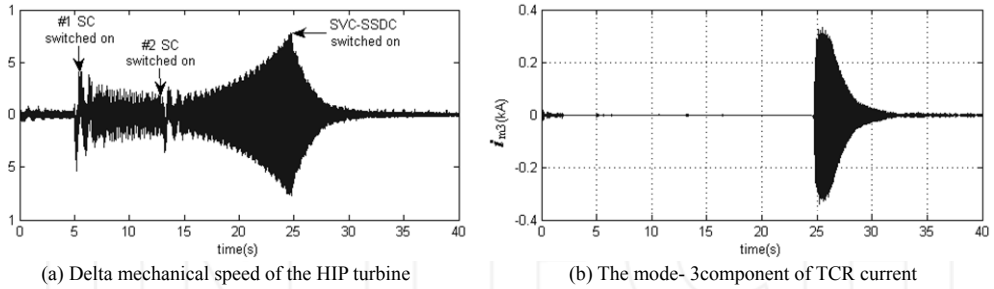 1
5
0
5
1
#1 SC
switched on
#2 SC
switched on
SVC-SSDC
switched on
0 5 10 15 20 25 30 35 40
time(s)
(a) Delta mechanical speed of the HIP turbine
0.4
0.2
0
-0.2
-0.4
i m3(kA)
0 5 10 15 20 25 30 35 40
time(s)
(b) The mode- 3component of TCR current